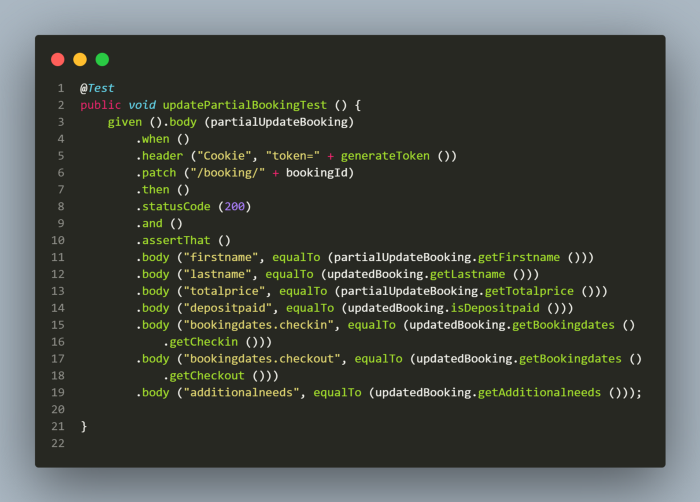 1 @Test
2 public void updatePartialBookingTest () {
3     given ().body (partialUpdateBooking)
4         .when ()
5         .header ("Cookie", "token=" + generateToken ())
6         .patch ("/booking/" + bookingId)
7         .then ()
8         .statusCode (200)
9         .and ()
10         .assertThat ()
11         .body ("firstname", equalTo (partialUpdateBooking.getFirstname ()))
12         .body ("lastname", equalTo (updatedBooking.getLastname ()))
13         .body ("totalprice", equalTo (partialUpdateBooking.getTotalprice ()))
14         .body ("depositpaid", equalTo (updatedBooking.isDepositpaid ()))
15         .body ("bookingdates.checkin", equalTo (updatedBooking.getBookingdates ()
16             .getCheckin ()))
17         .body ("bookingdates.checkout", equalTo (updatedBooking.getBookingdates ()
18             .getCheckout ()))
19         .body ("additionalneeds", equalTo (updatedBooking.getAdditionalneeds ()));
20
21 }
22